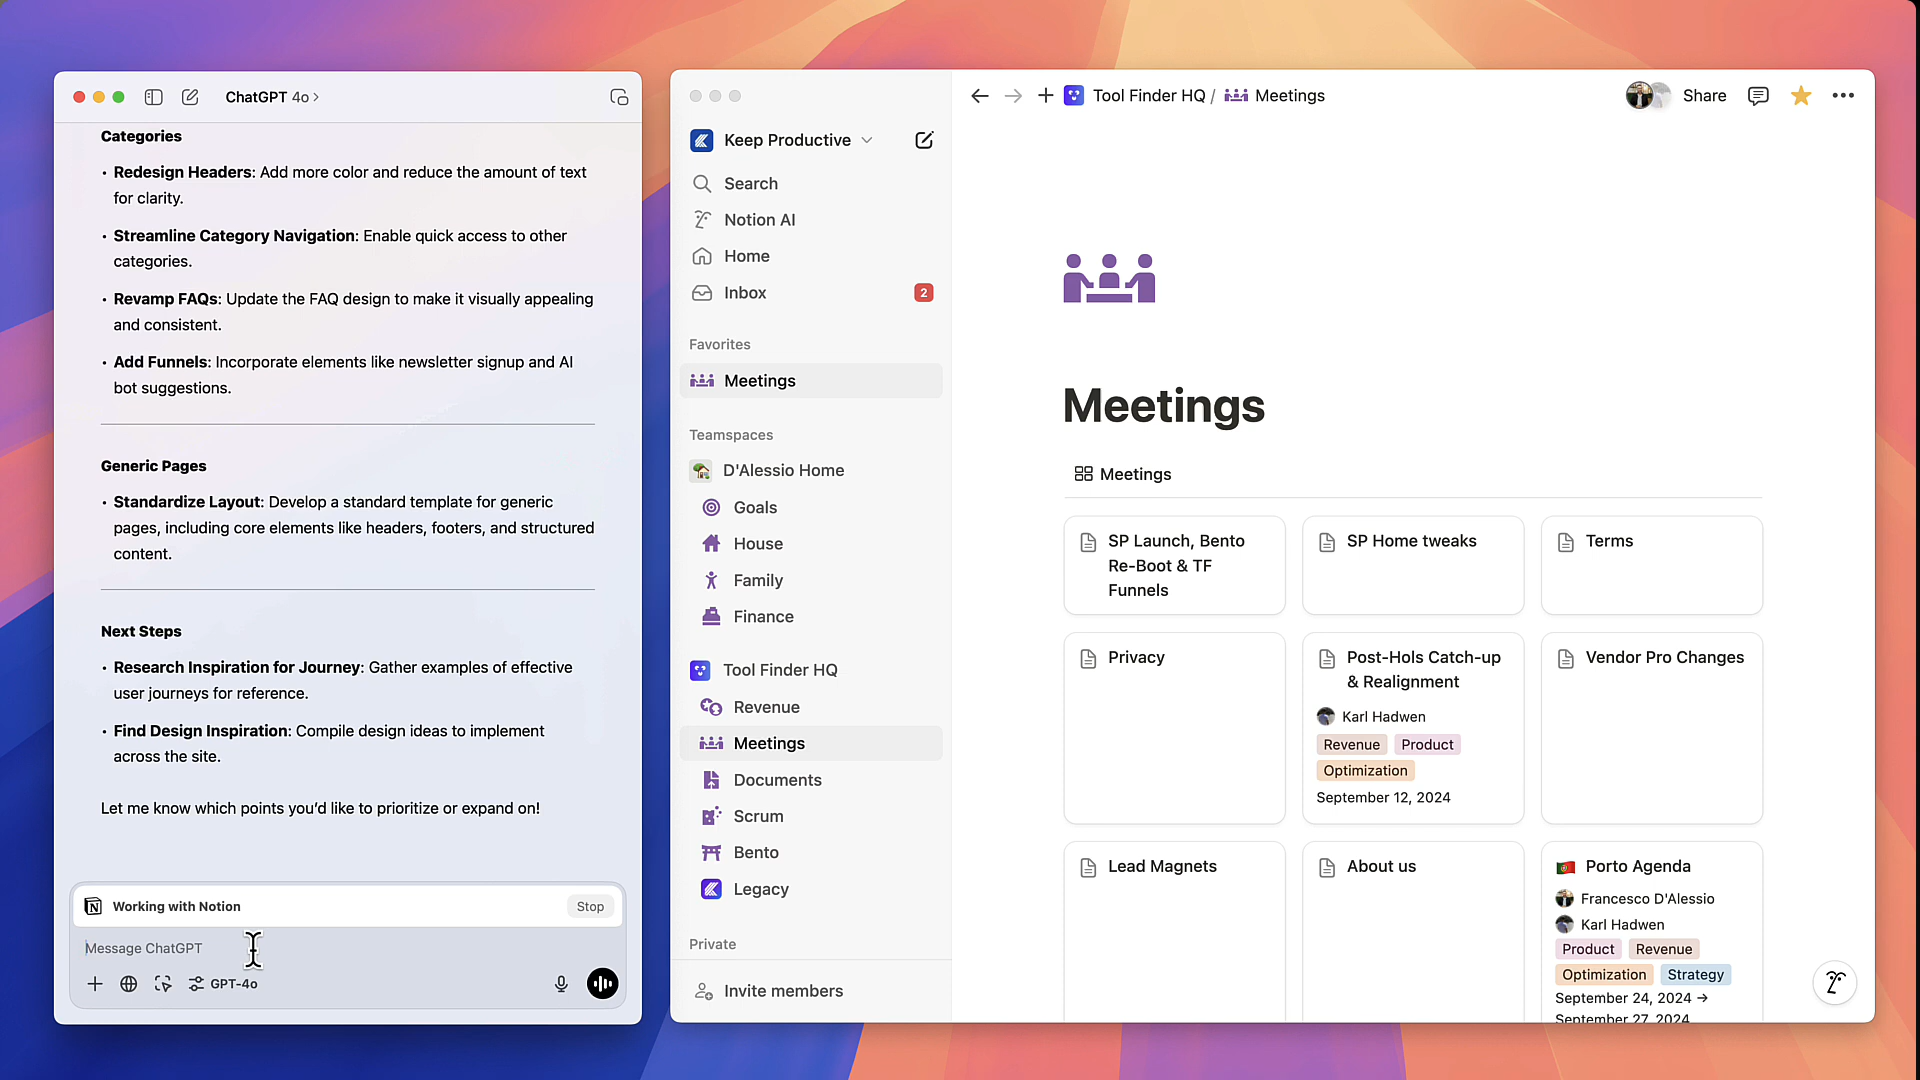 ChatGPT 4o >
Categories
• Redesign Headers: Add more color and reduce the amount of text
for clarity.
• Streamline Category Navigation: Enable quick access to other
categories.
• Revamp FAQs: Update the FAQ design to make it visually appealing
and consistent.
• Add Funnels: Incorporate elements like newsletter signup and AI
bot suggestions.
Generic Pages
• Standardize Layout: Develop a standard template for generic
pages, including core elements like headers, footers, and structured
content.
Next Steps
• Research Inspiration for Journey: Gather examples of effective
user journeys for reference.
• Find Design Inspiration: Compile design ideas to implement
across the site.
Let me know which points you’d like to prioritize or expand on!
Working with Notion
Stop
Message ChatGPT
GPT-4o
Keep Productive
Search
Notion AI
Home
Inbox
2
Favorites
Meetings
Teamspaces
D'Alessio Home
Goals
House
Family
Finance
Tool Finder HQ
Revenue
Meetings
Documents
Scrum
Bento
Legacy
Private
Invite members
Tool Finder HQ / Meetings
Share
Meetings
Meetings
SP Launch, Bento
Re-Boot & TF
Funnels
SP Home tweaks
Terms
Privacy
Post-Hols Catch-up
& Realignment
Karl Hadwen
Revenue Product
Optimization
September 12, 2024
Vendor Pro Changes
Lead Magnets
About us
Porto Agenda
Francesco D'Alessio
Karl Hadwen
Product Revenue
Optimization Strategy
September 24, 2024 →
September 27, 2024